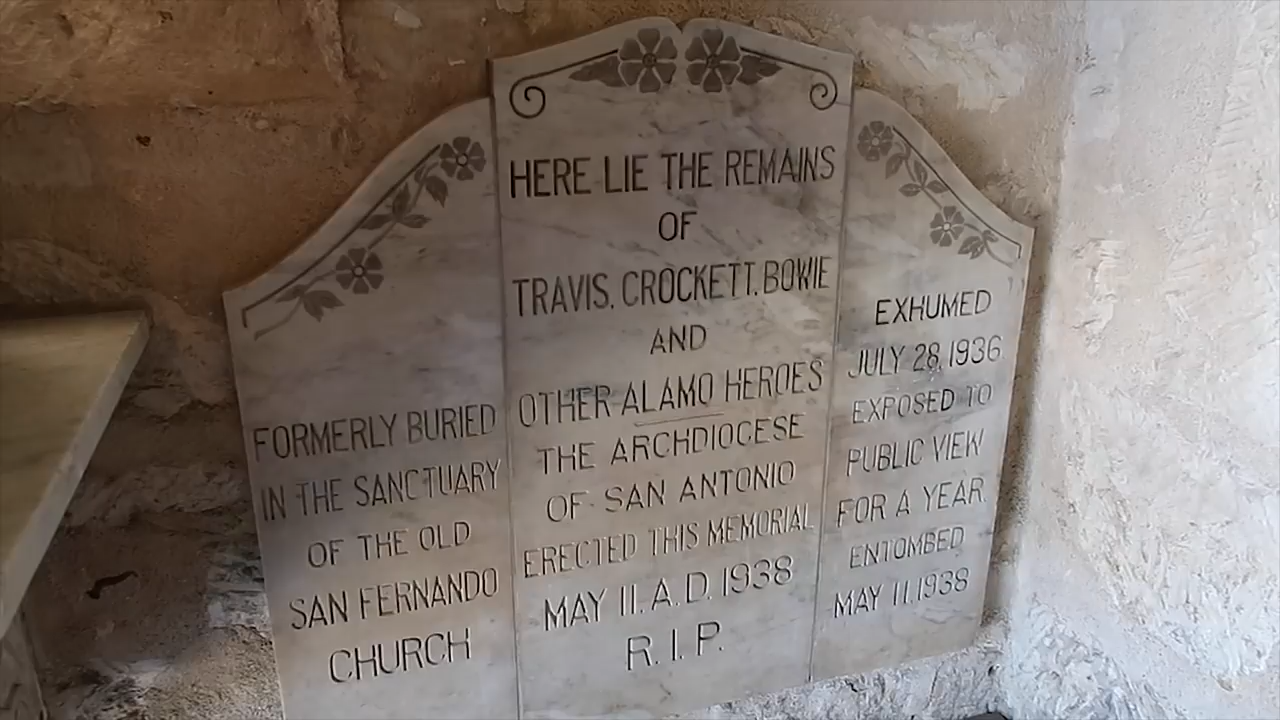 HERE LIE THE REMAINS
OF
TRAVIS, CROCKETT, BOWIE
AND
OTHER ALAMO HEROES
THE ARCHDIOCESE
OF SAN ANTONIO
ERECTED THIS MEMORIAL
MAY 11, A.D. 1938
R.I.P.
FORMERLY BURIED
IN THE SANCTUARY
OF THE OLD
SAN FERNANDO
CHURCH
EXHUMED
JULY 28, 1936
EXPOSED TO
PUBLIC VIEW
FOR A YEAR
ENTOMBED
MAY 11, 1938